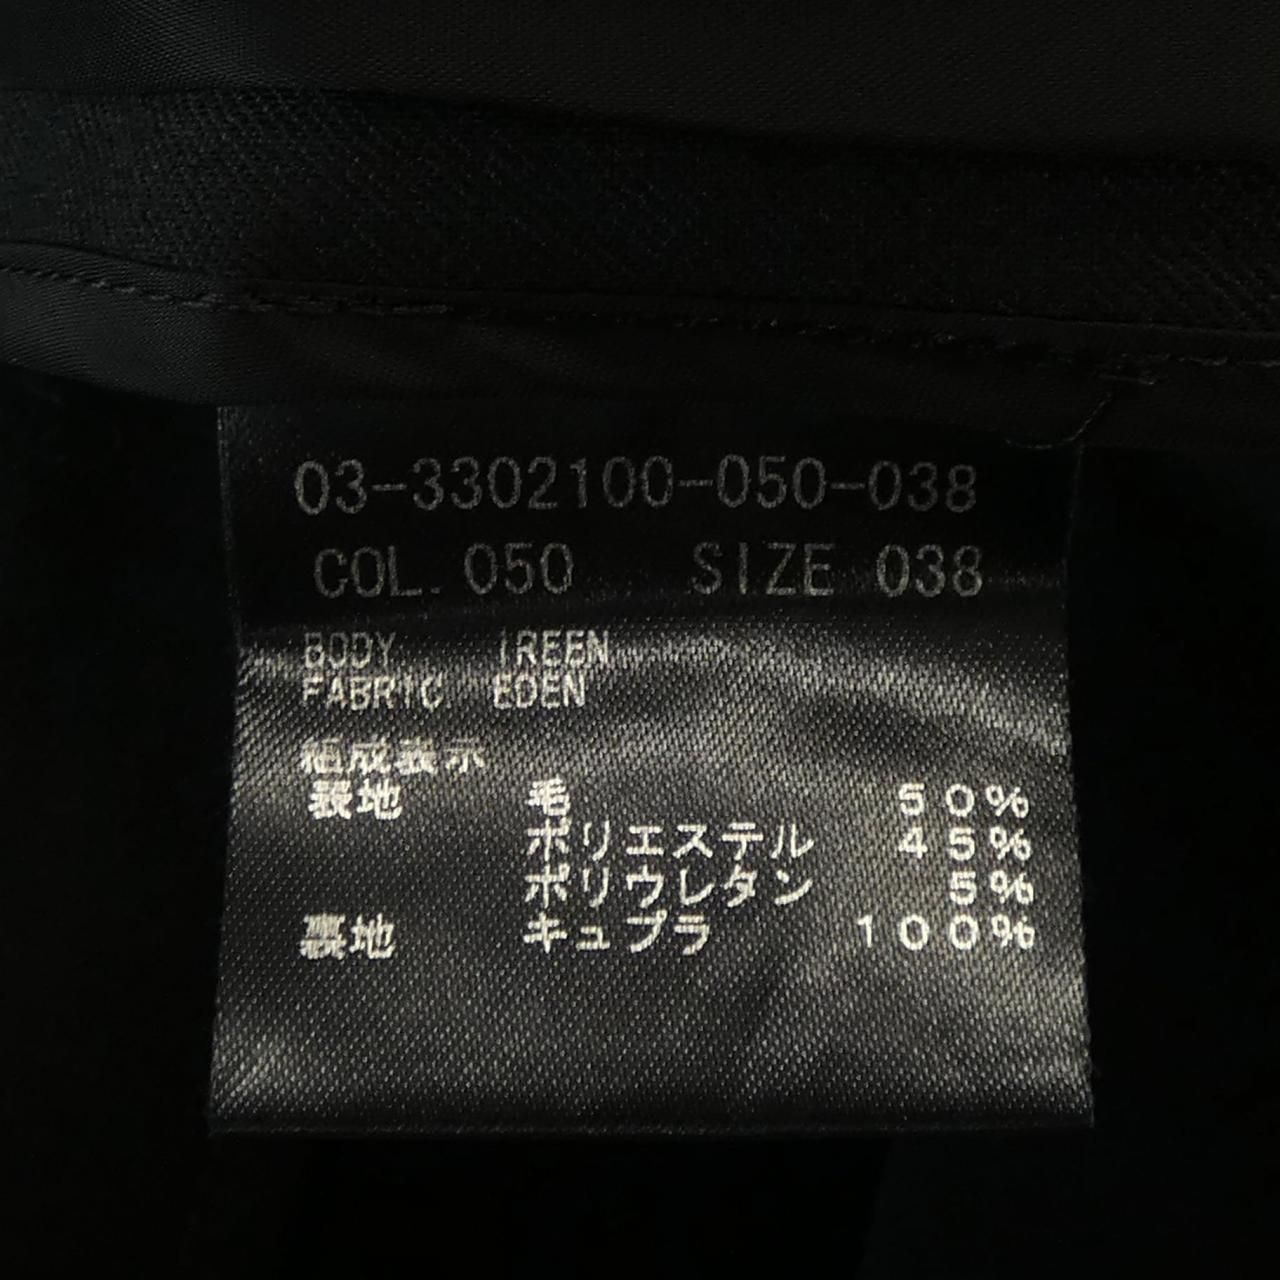 03-3302100-050-038
COL. 050 SIZE 038
BODY IREEN
FABRIC EDEN
組成表示
表地 毛 50%
ポリエステル 45%
ポリウレタン 5%
裏地 キュプラ 100%